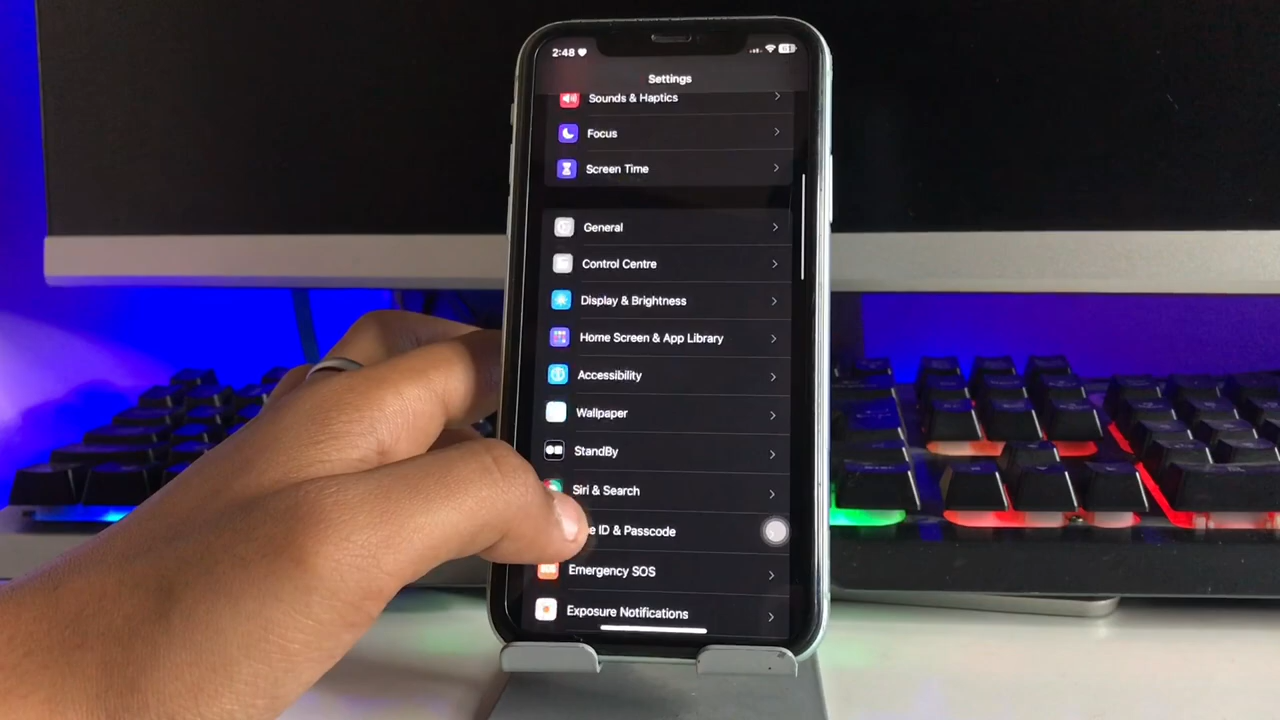 2:48
Settings
Sounds & Haptics
Focus
Screen Time
General
Control Centre
Display & Brightness
Home Screen & App Library
Accessibility
Wallpaper
StandBy
Siri & Search
e ID & Passcode
SOS
Emergency SOS
Exposure Notifications